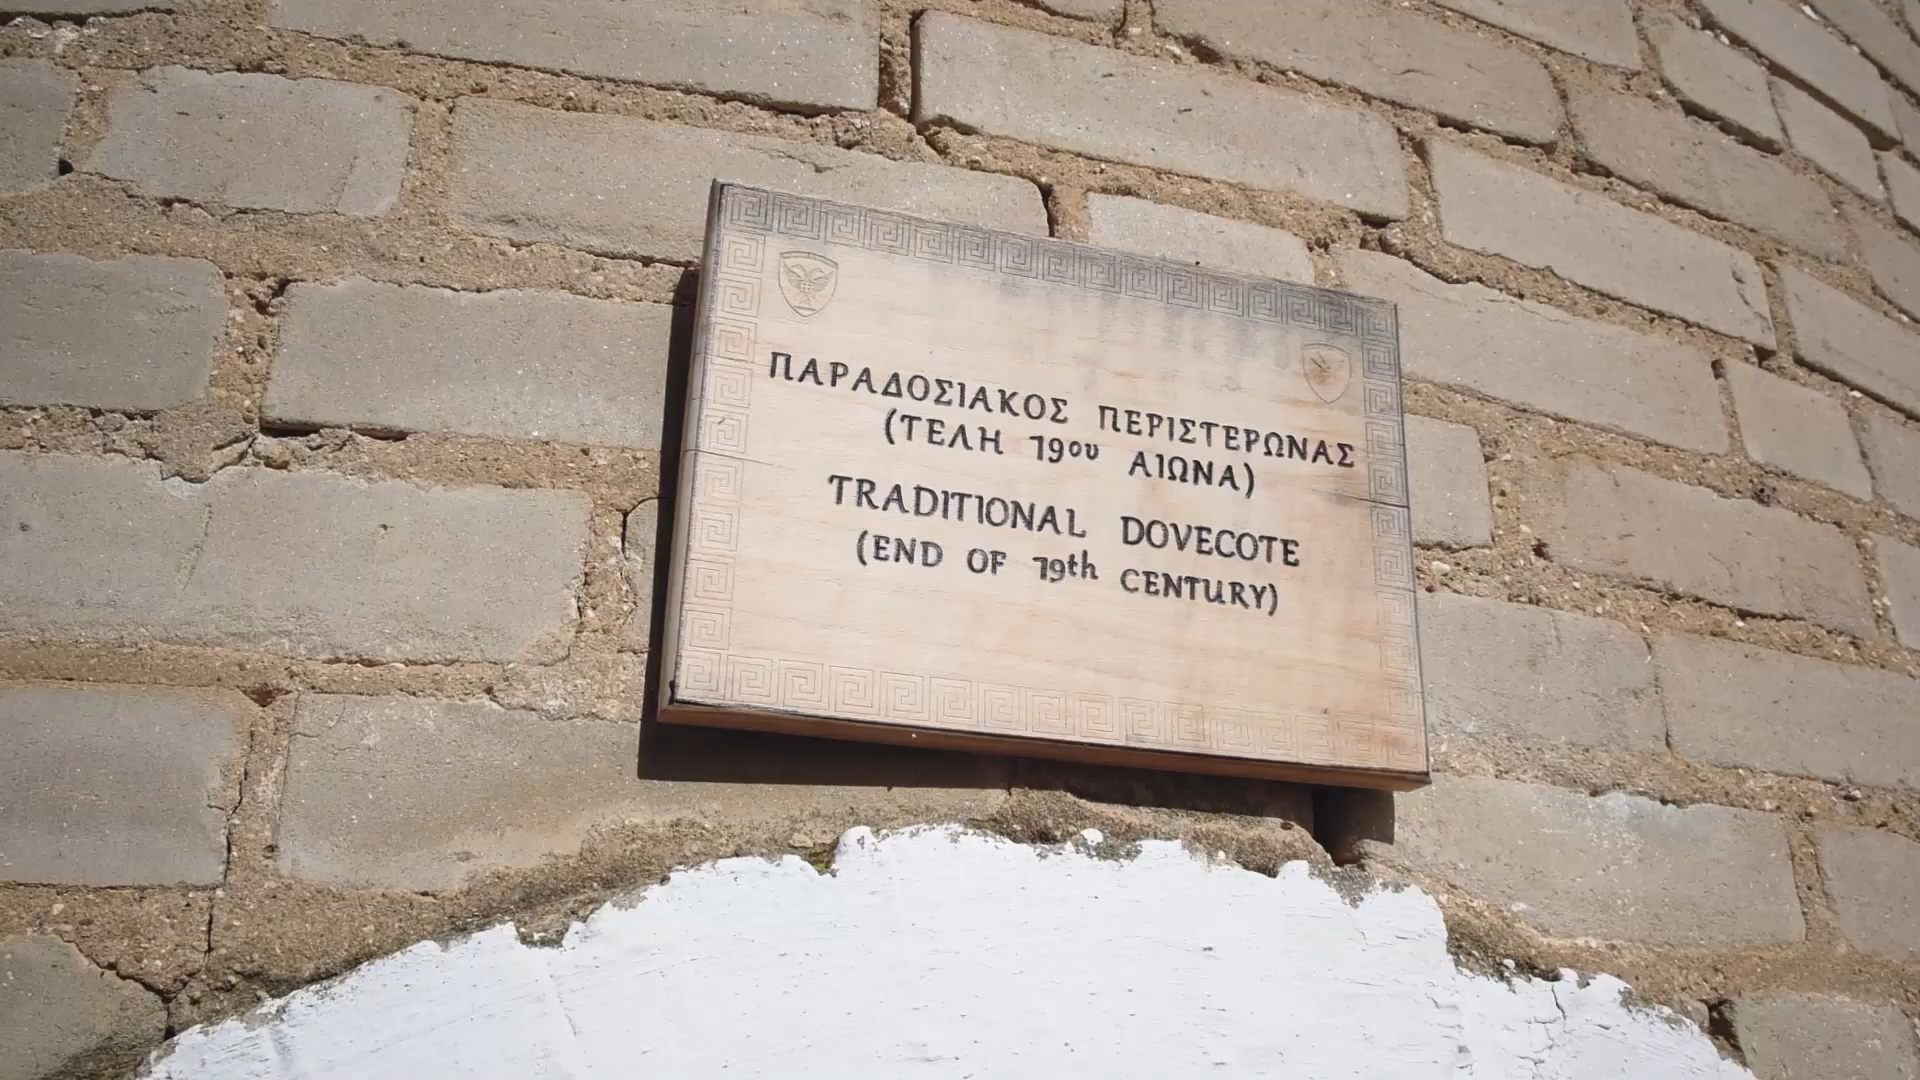 ΠΑΡΑΔΟΣΙΑΚΟΣ ΠΕΡΙΣΤΕΡΩΝΑΣ
(ΤΕΛΗ 19ου ΑΙΩΝΑ)
TRADITIONAL DOVECOTE
(END OF 19th CENTURY)